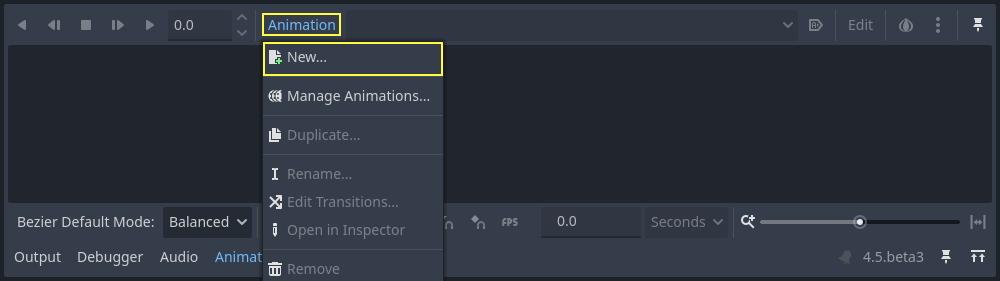 0.0 Animation Edit
New...
Manage Animations...
Duplicate...
Rename...
Edit Transitions...
Open in Inspector
Remove
Bezier Default Mode: Balanced FPS 0.0 Seconds
Output Debugger Audio Animat 4.5.beta3